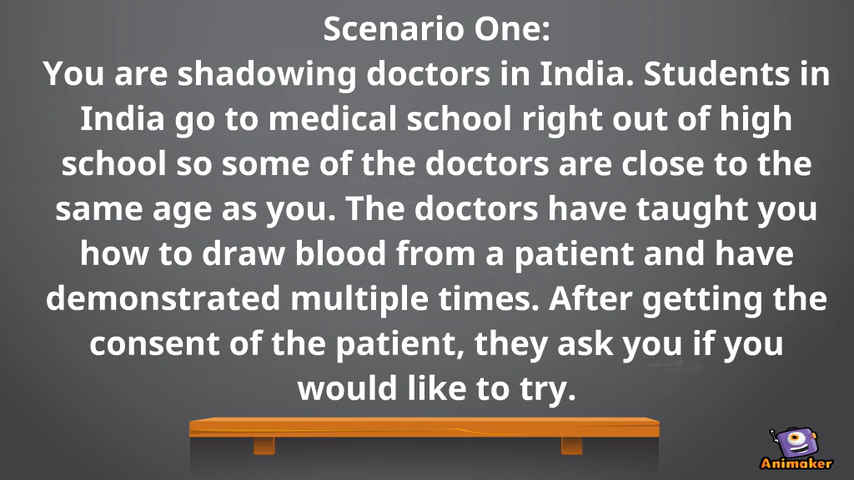 Scenario One:
You are shadowing doctors in India. Students in
India go to medical school right out of high
school so some of the doctors are close to the
same age as you. The doctors have taught you
how to draw blood from a patient and have
demonstrated multiple times. After getting the
consent of the patient, they ask you if you
would like to try.
Animaker